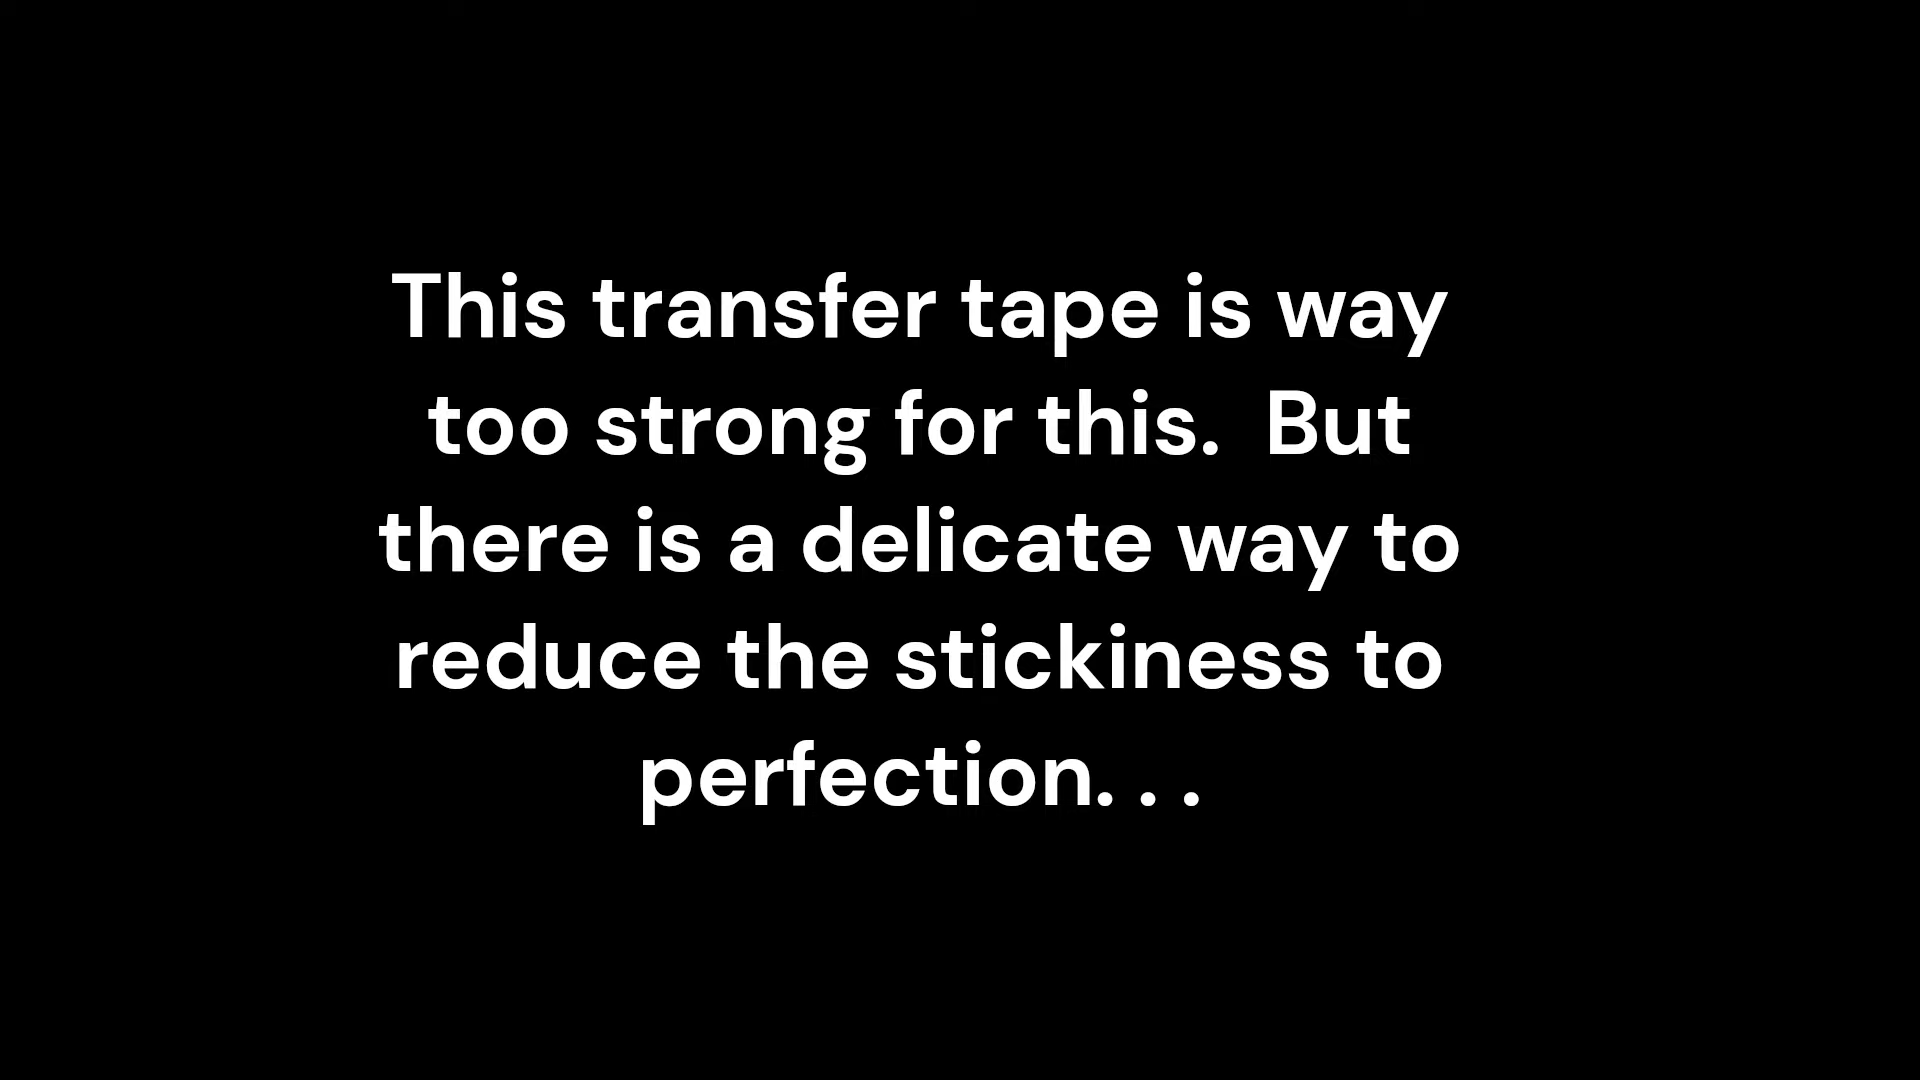 This transfer tape is way
too strong for this.  But
there is a delicate way to
reduce the stickiness to
perfection. . .